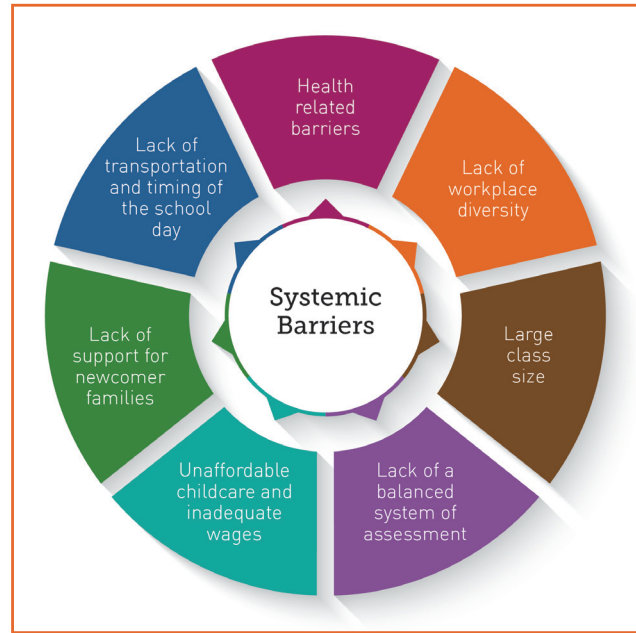 Health
related
barriers
Lack of
workplace
diversity
Large
class
size
Lack of a
balanced
system of
assessment
Unaffordable
childcare and
inadequate
wages
Lack of
support for
newcomer
families
Lack of
transportation
and timing of
the school
day
Systemic
Barriers